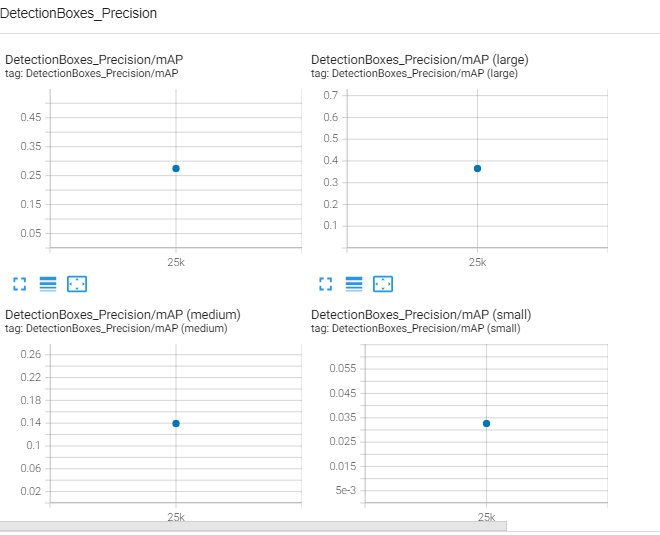 DetectionBoxes_Precision
DetectionBoxes_Precision/mAP
tag: DetectionBoxes_Precision/mAP
0.45
0.35
0.25
0.15
0.05
25k
DetectionBoxes_Precision/mAP (large)
tag: DetectionBoxes_Precision/mAP (large)
0.7
0.6
0.5
0.4
0.3
0.2
0.1
25k
DetectionBoxes_Precision/mAP (medium)
tag: DetectionBoxes_Precision/mAP (medium)
0.26
0.22
0.18
0.14
0.1
0.06
0.02
25k
DetectionBoxes_Precision/mAP (small)
tag: DetectionBoxes_Precision/mAP (small)
0.055
0.045
0.035
0.025
0.015
5e-3
25k